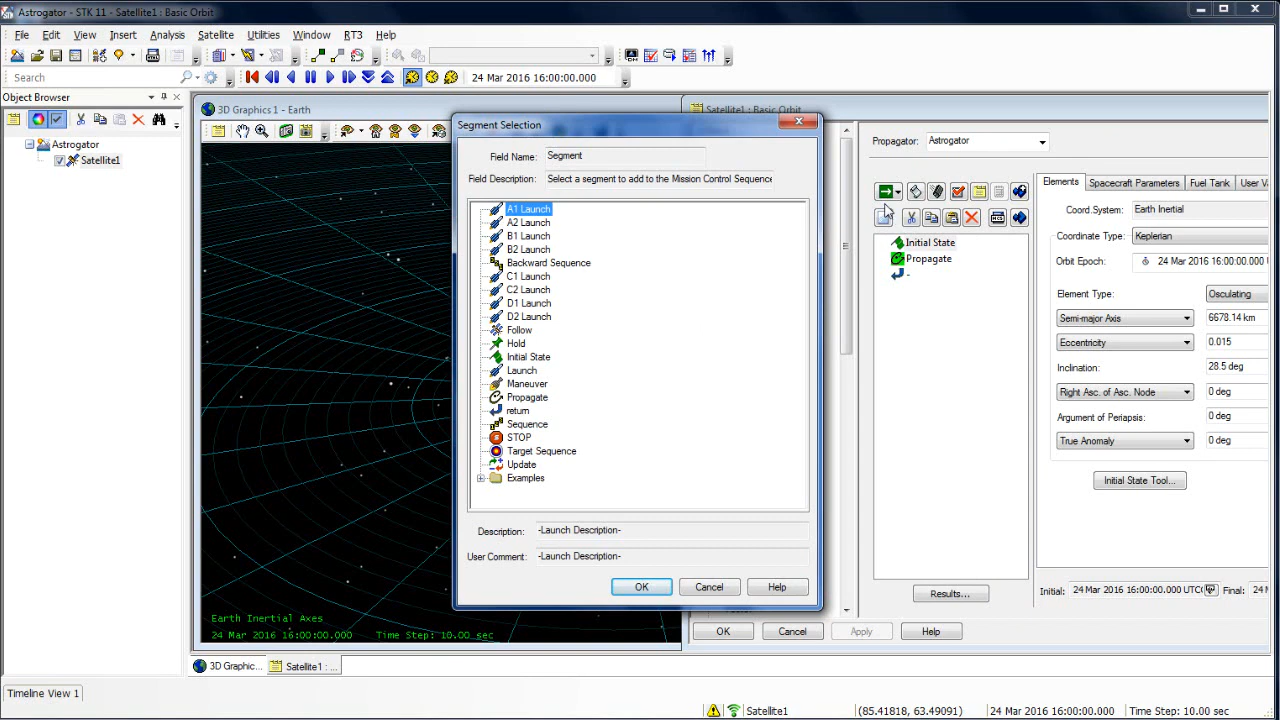 Astrogator - STK 11 - Satellite1 : Basic Orbit
File Edit View Insert Analysis Satellite Utilities Window RT3 Help
Search
24 Mar 2016 16:00:00.000
Object Browser
Astrogator
Satellite1
3D Graphics 1 - Earth
Earth Inertial Axes
24 Mar 2016 16:00:00.000 Time Step: 10.00 sec
Segment Selection
Field Name: Segment
Field Description: Select a segment to add to the Mission Control Sequence
A1 Launch
A2 Launch
B1 Launch
B2 Launch
Backward Sequence
C1 Launch
C2 Launch
D1 Launch
D2 Launch
Follow
Hold
Initial State
Launch
Maneuver
Propagate
return
Sequence
STOP
Target Sequence
Update
Examples
Description: -Launch Description-
User Comment: -Launch Description-
OK Cancel Help
Satellite1 : Basic Orbit
Propagator: Astrogator
Initial State
Propagate
-
Results...
Elements Spacecraft Parameters Fuel Tank User Va
Coord.System: Earth Inertial
Coordinate Type: Keplerian
Orbit Epoch: 24 Mar 2016 16:00:00.000
Element Type: Osculating
Semi-major Axis 6678.14 km
Eccentricity 0.015
Inclination: 28.5 deg
Right Asc. of Asc. Node 0 deg
Argument of Periapsis: 0 deg
True Anomaly 0 deg
Initial State Tool...
Initial: 24 Mar 2016 16:00:00.000 UTC Final: 24
OK Cancel Apply Help
3D Graphic... Satellite1 : ...
Timeline View 1
Satellite1 (85.41818, 63.49091) 24 Mar 2016 16:00:00.000 Time Step: 10.00 sec